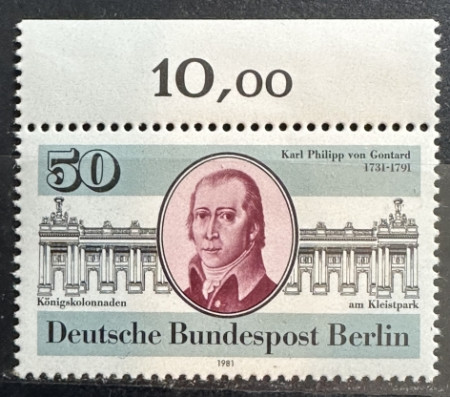 10,00
50
Karl Philipp von Gontard
1731-1791
Königskolonnaden
am Kleistpark
Deutsche Bundespost Berlin
1981